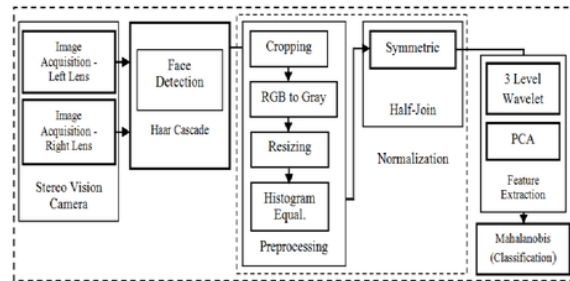 Image
Acquisition -
Left Lens
Image
Acquisition -
Right Lens
Stereo Vision
Camera
Face
Detection
Haar Cascade
Cropping
RGB to Gray
Resizing
Histogram
Equal.
Preprocessing
Symmetric
Half-Join
Normalization
3 Level
Wavelet
PCA
Feature
Extraction
Mahalanobis
(Classification)